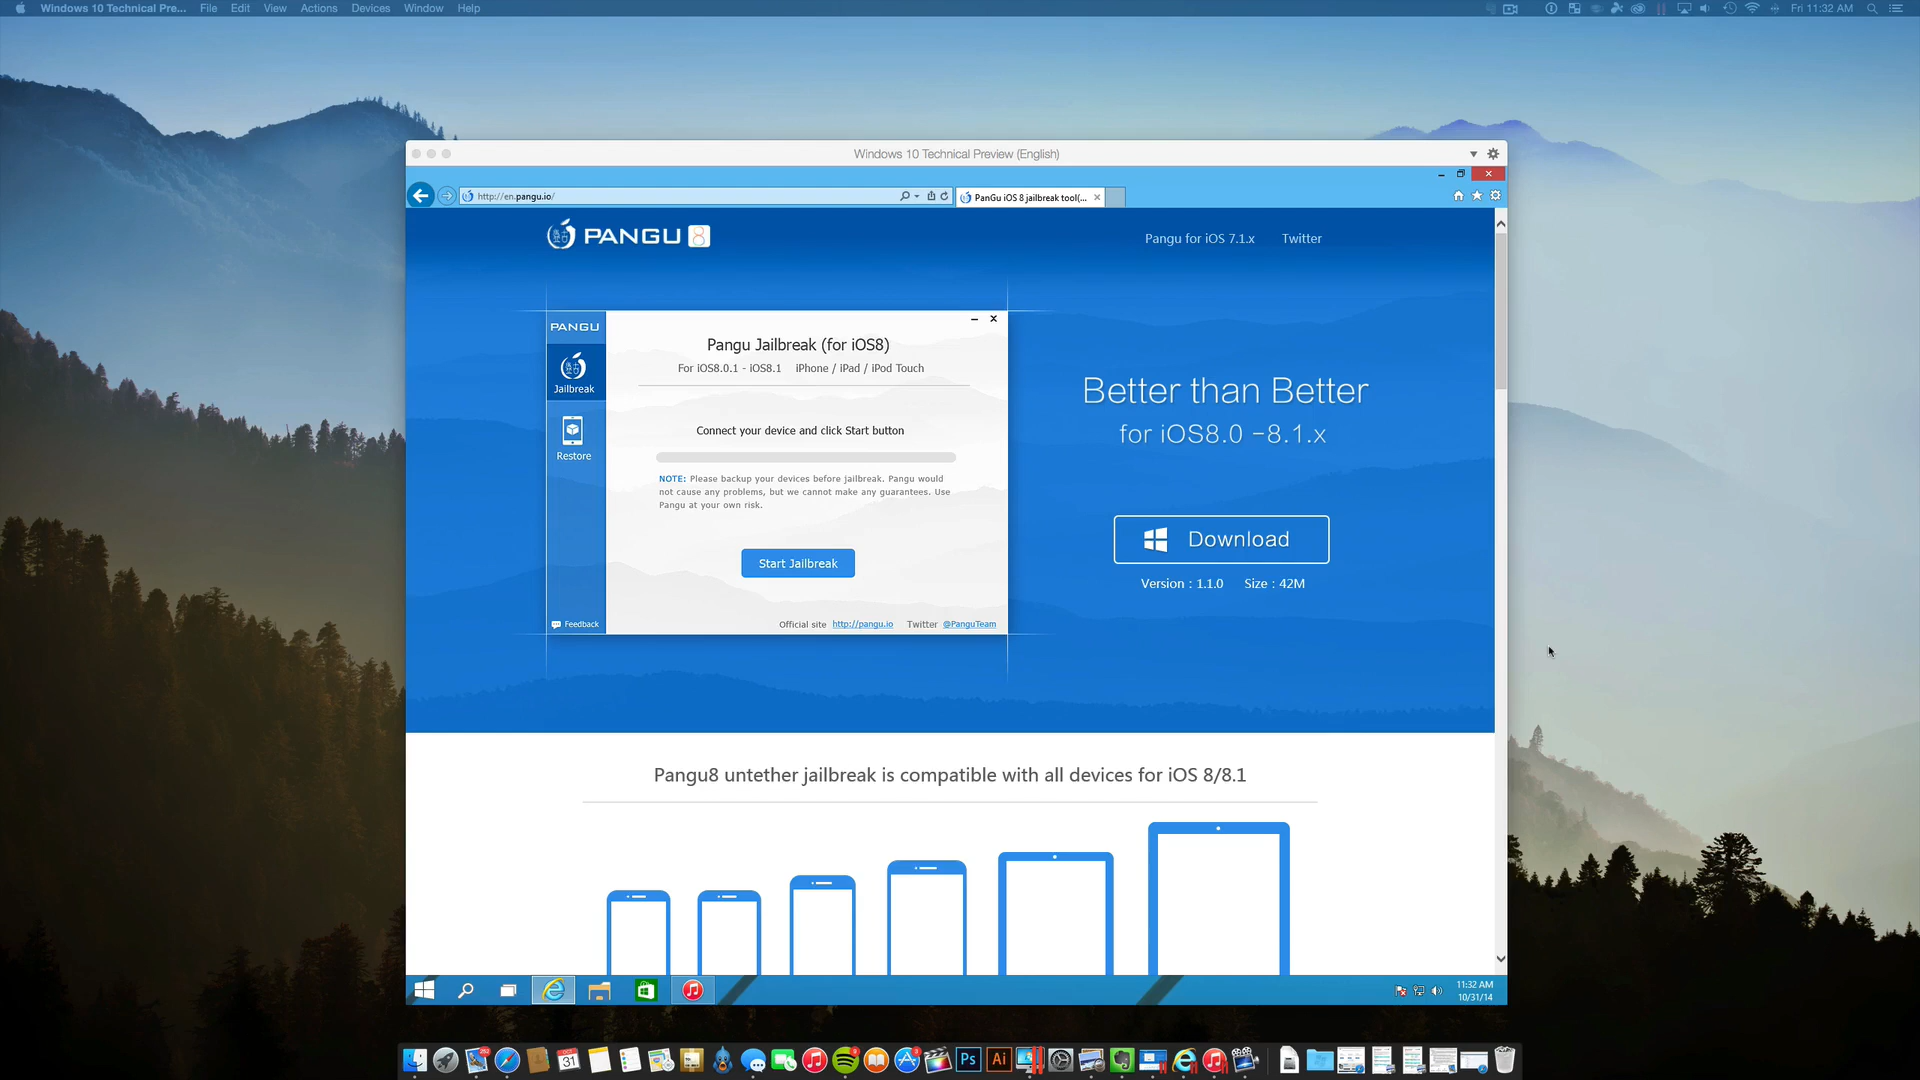 Windows 10 Technical Pre... File Edit View Actions Devices Window Help
Fri 11:32 AM
Windows 10 Technical Preview (English)
http://en.pangu.io/
PanGu iOS 8 jailbreak tool(...
PANGU 8
Pangu for iOS 7.1.x Twitter
PANGU
Jailbreak
Restore
Feedback
Pangu Jailbreak (for iOS8)
For iOS8.0.1 - iOS8.1 iPhone / iPad / iPod Touch
Connect your device and click Start button
NOTE: Please backup your devices before jailbreak. Pangu would
not cause any problems, but we cannot make any guarantees. Use
Pangu at your own risk.
Start Jailbreak
Official site http://pangu.io Twitter @PanguTeam
Better than Better
for iOS8.0 -8.1.x
Download
Version : 1.1.0 Size : 42M
Pangu8 untether jailbreak is compatible with all devices for iOS 8/8.1
11:32 AM
10/31/14
OCT
31
Ps
Ai